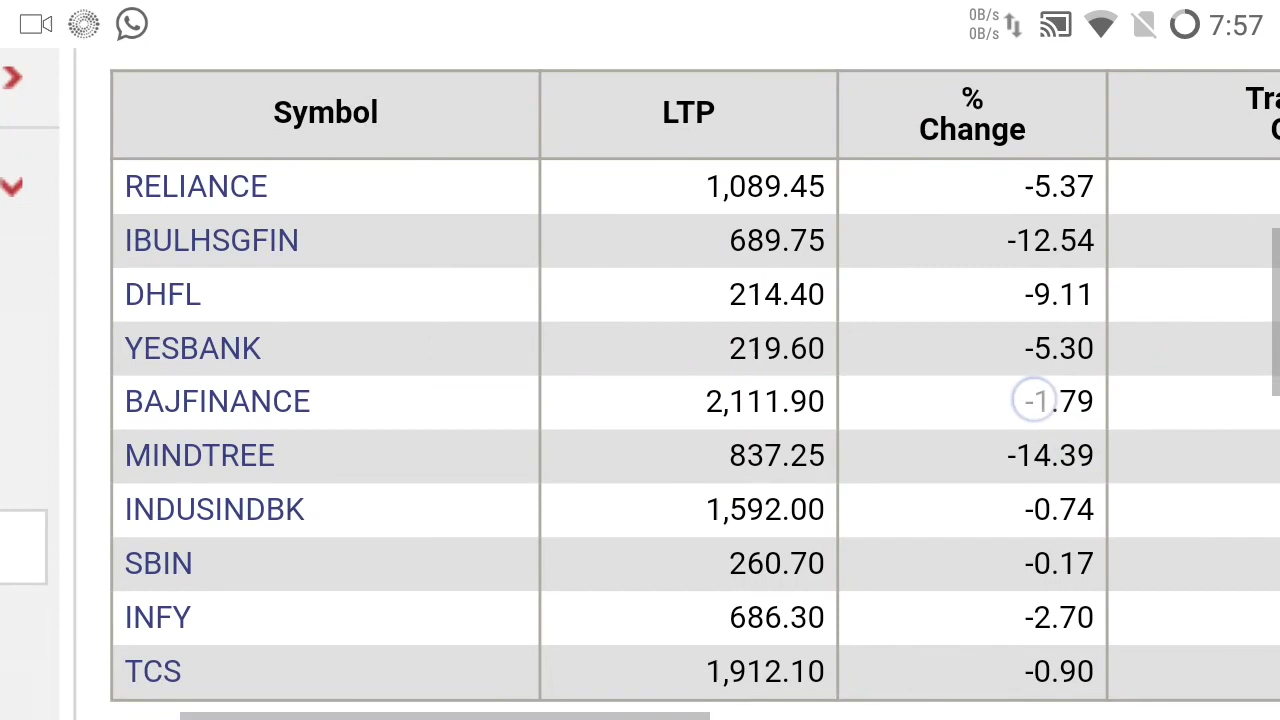 0B/s
0B/s
7:57
Symbol LTP % Change
RELIANCE 1,089.45 -5.37
IBULHSGFIN 689.75 -12.54
DHFL 214.40 -9.11
YESBANK 219.60 -5.30
BAJFINANCE 2,111.90 -1.79
MINDTREE 837.25 -14.39
INDUSINDBK 1,592.00 -0.74
SBIN 260.70 -0.17
INFY 686.30 -2.70
TCS 1,912.10 -0.90